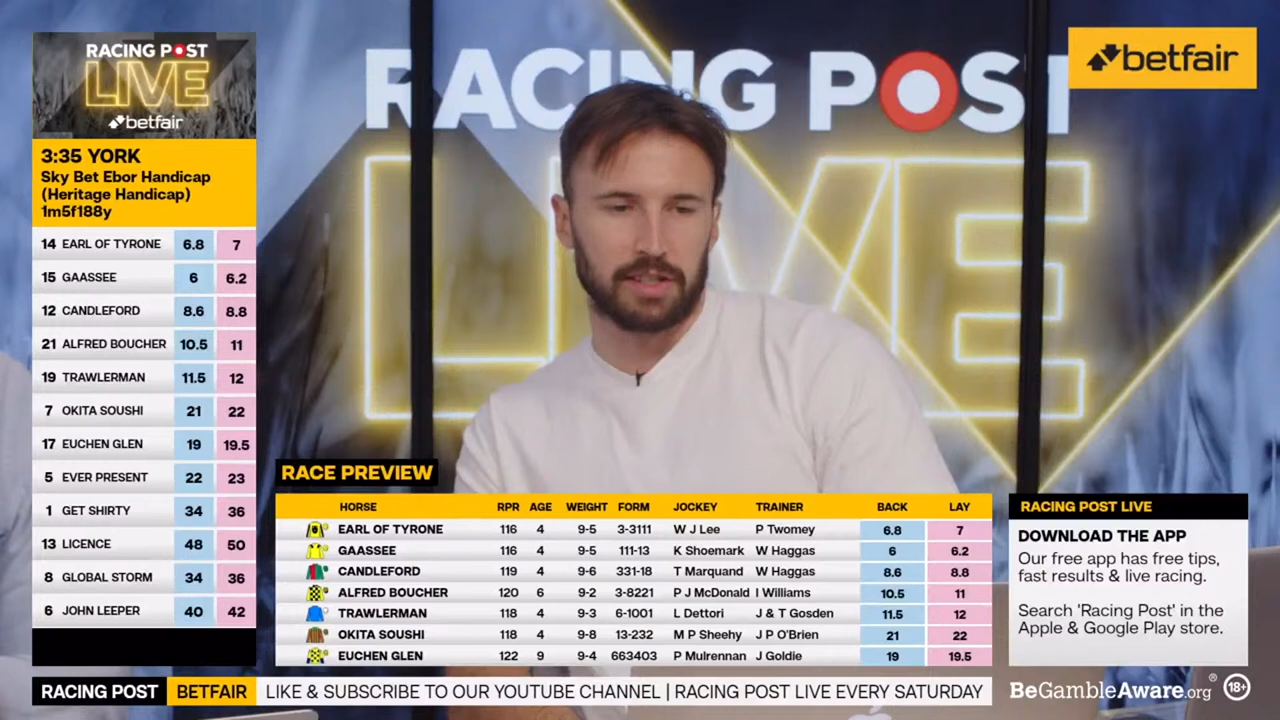 RACING POST
LIVE
betfair
3:35 YORK
Sky Bet Ebor Handicap
(Heritage Handicap)
1m5f188y
14 EARL OF TYRONE 6.8 7
15 GAASSEE 6 6.2
12 CANDLEFORD 8.6 8.8
21 ALFRED BOUCHER 10.5 11
19 TRAWLERMAN 11.5 12
7 OKITA SOUSHI 21 22
17 EUCHEN GLEN 19 19.5
5 EVER PRESENT 22 23
1 GET SHIRTY 34 36
13 LICENCE 48 50
8 GLOBAL STORM 34 36
6 JOHN LEEPER 40 42
RACING POST
LIVE
betfair
RACE PREVIEW
HORSE RPR AGE WEIGHT FORM JOCKEY TRAINER BACK LAY
EARL OF TYRONE 116 4 9-5 3-3111 W J Lee P Twomey 6.8 7
GAASSEE 116 4 9-5 111-13 K Shoemark W Haggas 6 6.2
CANDLEFORD 119 4 9-6 331-18 T Marquand W Haggas 8.6 8.8
ALFRED BOUCHER 120 6 9-2 3-8221 P J McDonald I Williams 10.5 11
TRAWLERMAN 118 4 9-3 6-1001 L Dettori J & T Gosden 11.5 12
OKITA SOUSHI 118 4 9-8 13-232 M P Sheehy J P O'Brien 21 22
EUCHEN GLEN 122 9 9-4 663403 P Mulrennan J Goldie 19 19.5
RACING POST LIVE
DOWNLOAD THE APP
Our free app has free tips,
fast results & live racing.
Search 'Racing Post' in the
Apple & Google Play store.
RACING POST BETFAIR LIKE & SUBSCRIBE TO OUR YOUTUBE CHANNEL | RACING POST LIVE EVERY SATURDAY
BeGambleAware.org® 18+